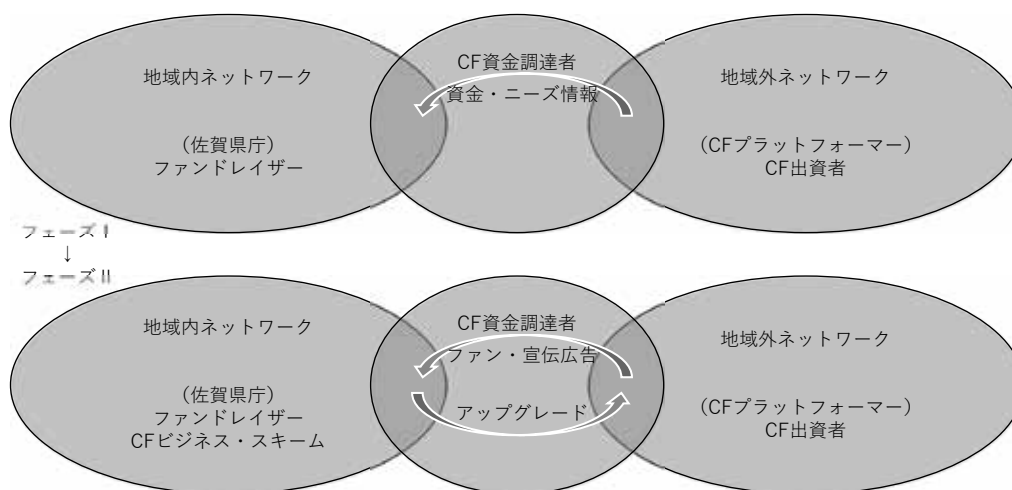 地域内ネットワーク
(佐賀県庁)
ファンドレイザー
CF資金調達者
資金・ニーズ情報
地域外ネットワーク
(CFプラットフォーマー)
CF出資者
フェーズⅠ
↓
フェーズⅡ
地域内ネットワーク
(佐賀県庁)
ファンドレイザー
CFビジネス・スキーム
CF資金調達者
ファン・宣伝広告
アップグレード
地域外ネットワーク
(CFプラットフォーマー)
CF出資者